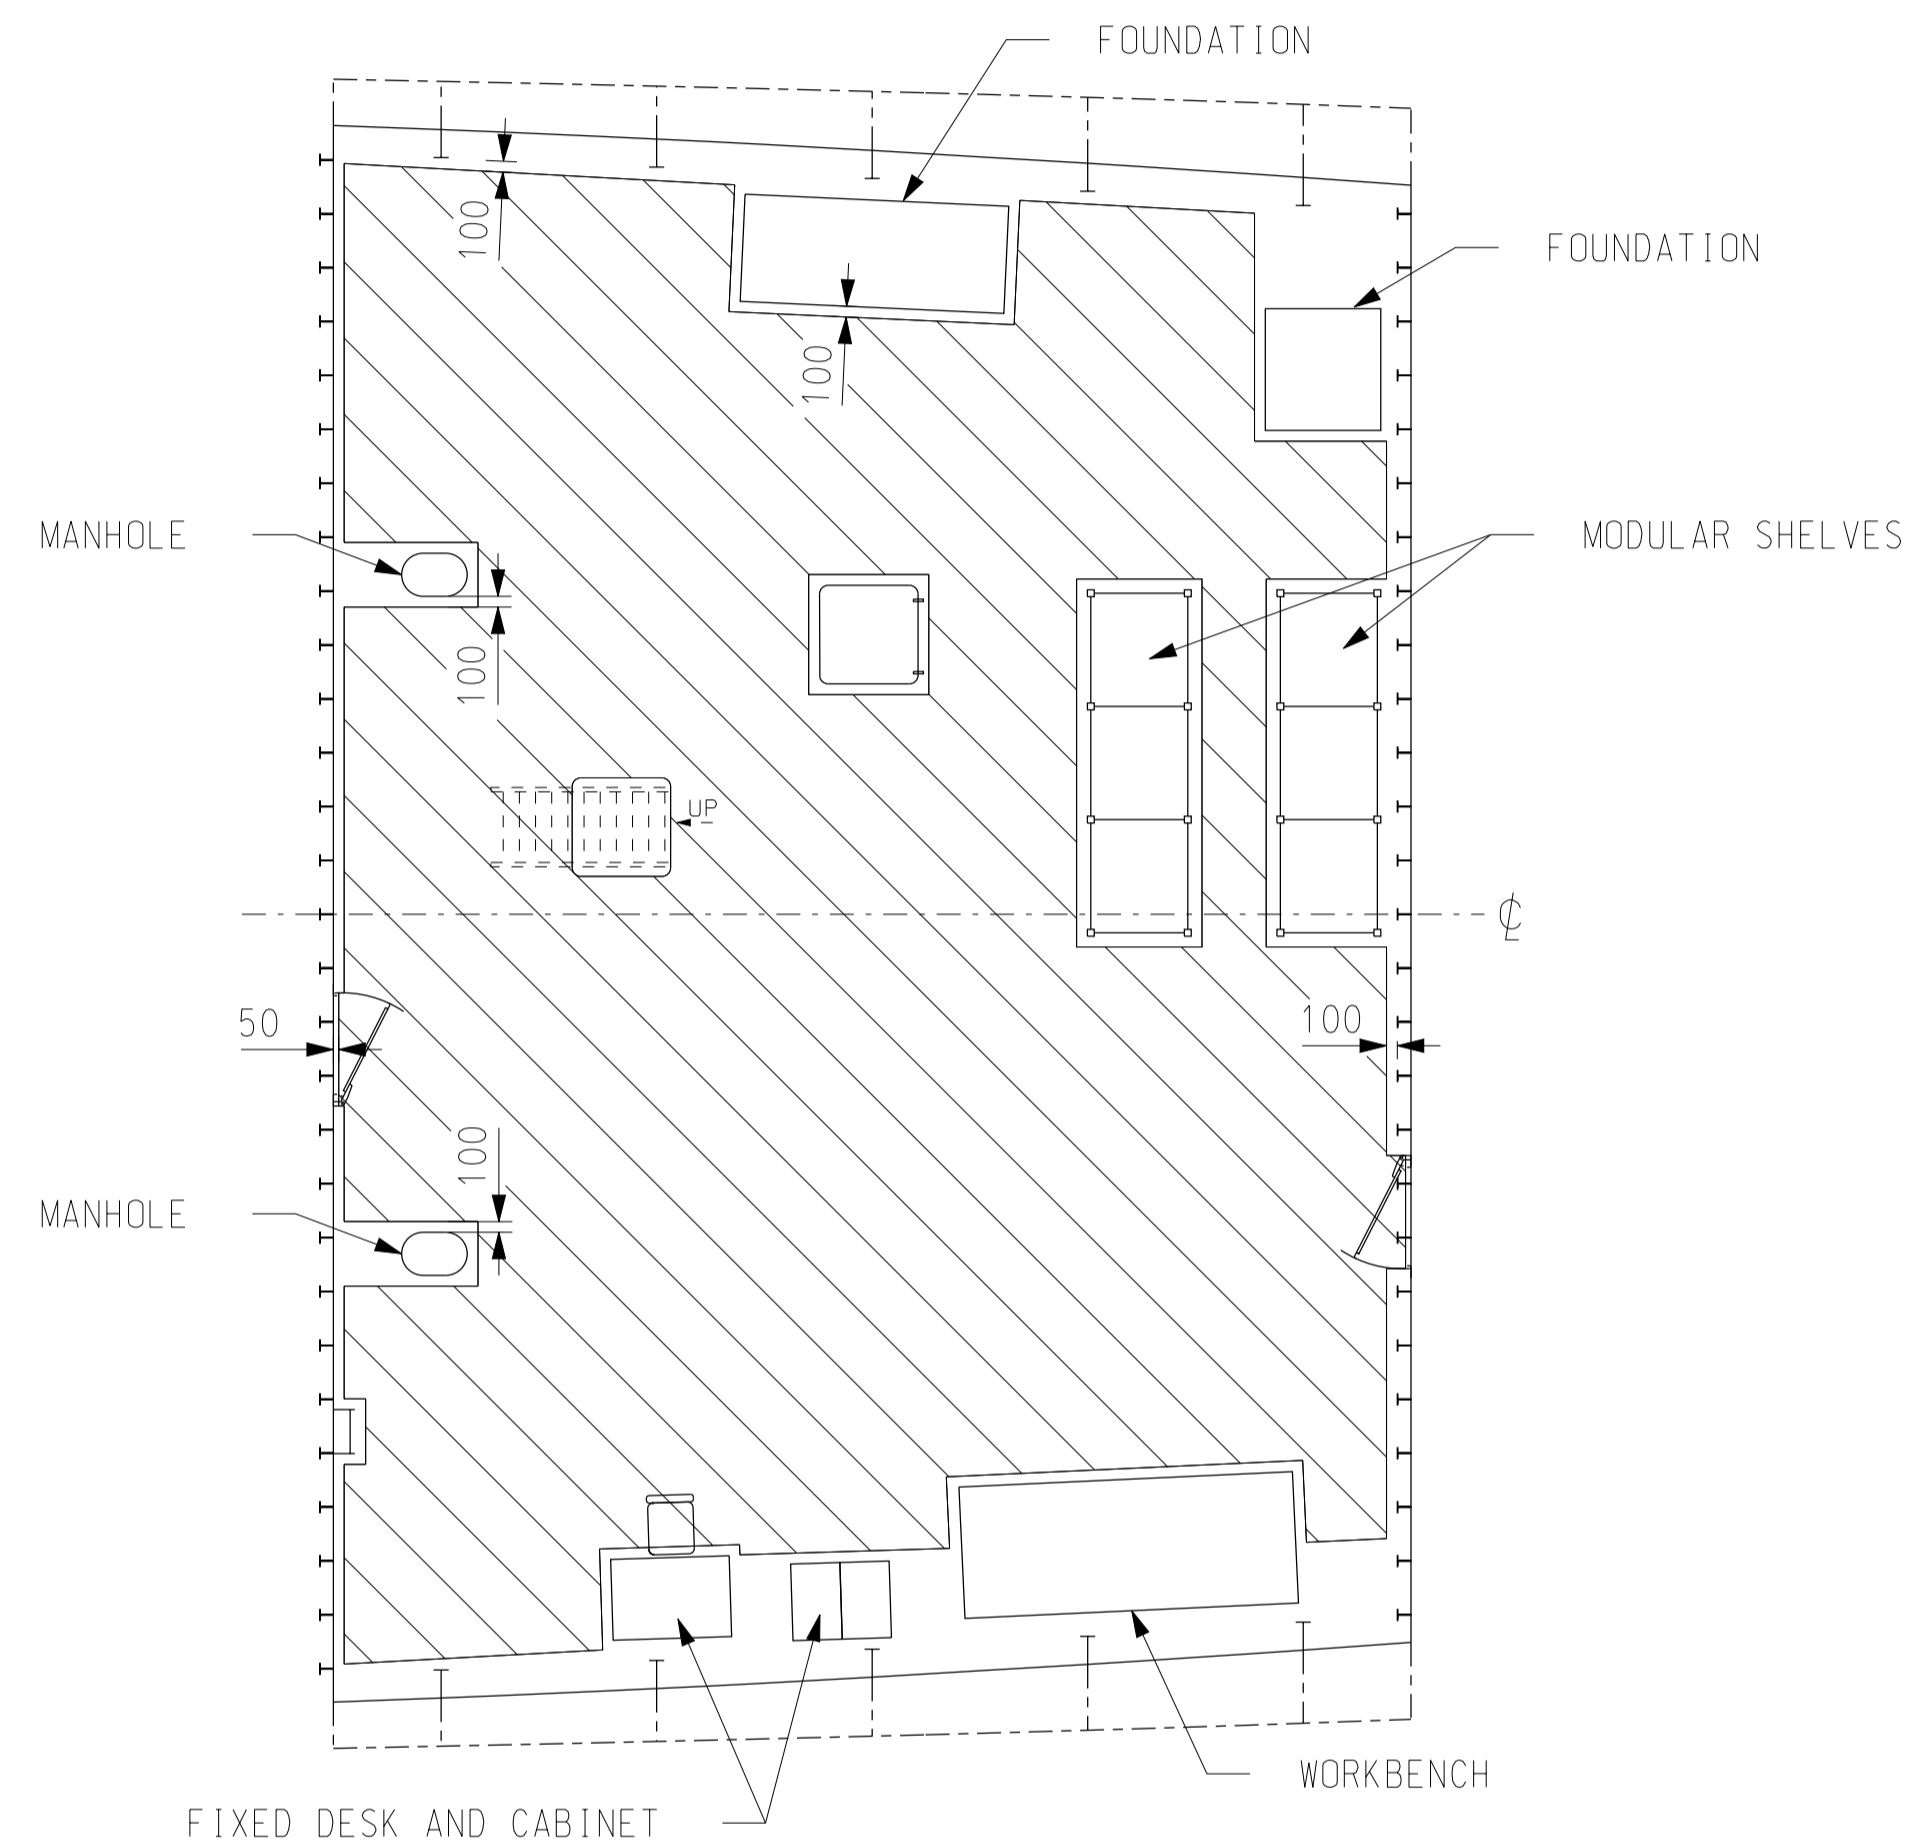 FOUNDATION
100
FOUNDATION
100
MANHOLE
MODULAR SHELVES
100
UP
℄
50
100
100
MANHOLE
WORKBENCH
FIXED DESK AND CABINET